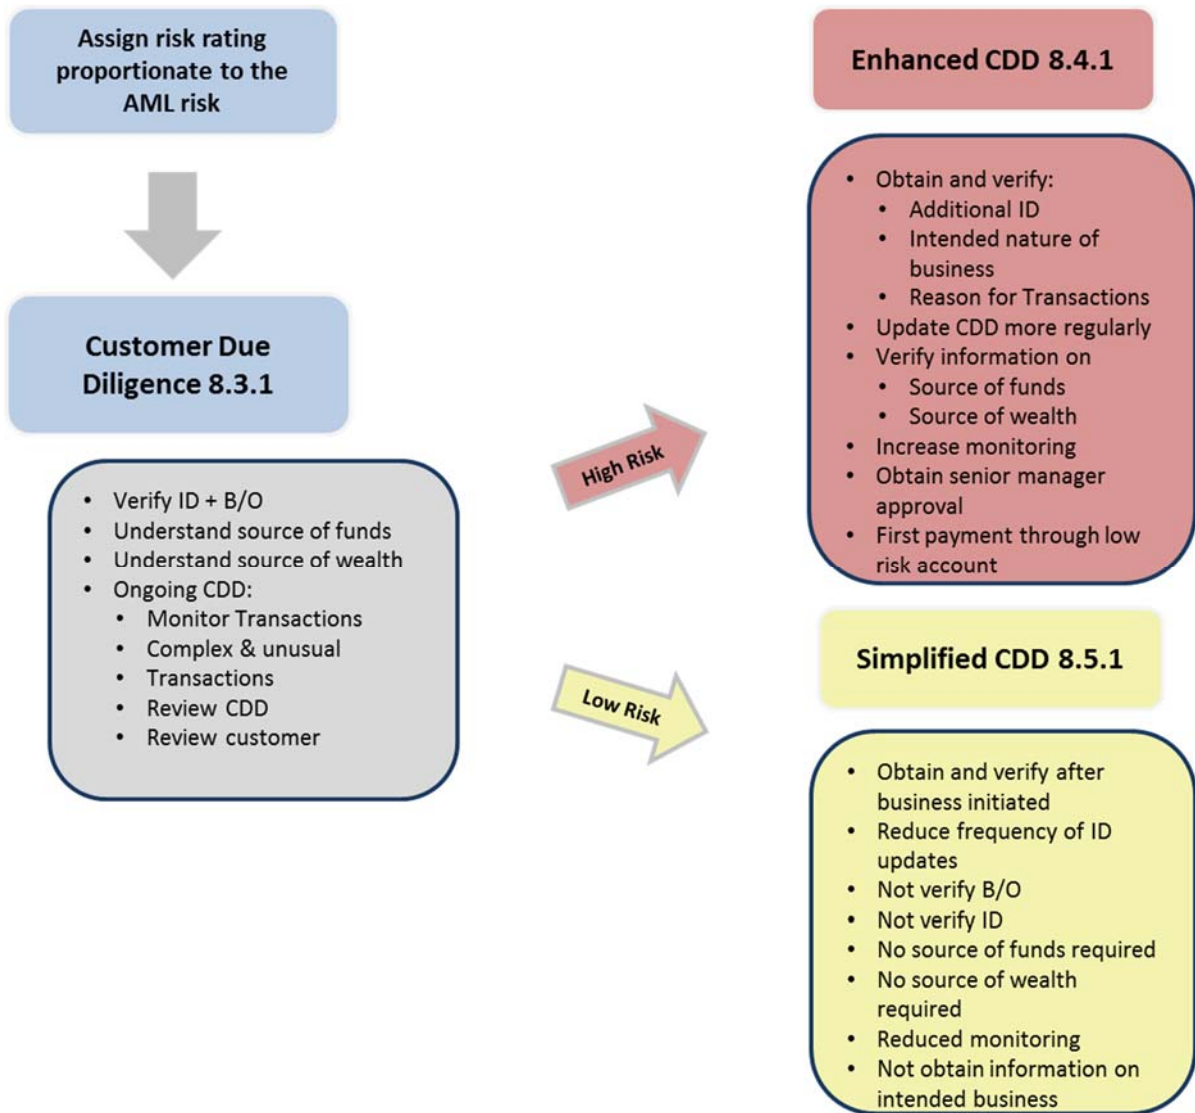 Assign risk rating
proportionate to the
AML risk
Customer Due
Diligence 8.3.1
• Verify ID + B/O
• Understand source of funds
• Understand source of wealth
• Ongoing CDD:
• Monitor Transactions
• Complex & unusual
• Transactions
• Review CDD
• Review customer
High Risk
Low Risk
Enhanced CDD 8.4.1
• Obtain and verify:
• Additional ID
• Intended nature of
business
• Reason for Transactions
• Update CDD more regularly
• Verify information on
• Source of funds
• Source of wealth
• Increase monitoring
• Obtain senior manager
approval
• First payment through low
risk account
Simplified CDD 8.5.1
• Obtain and verify after
business initiated
• Reduce frequency of ID
updates
• Not verify B/O
• Not verify ID
• No source of funds required
• No source of wealth
required
• Reduced monitoring
• Not obtain information on
intended business